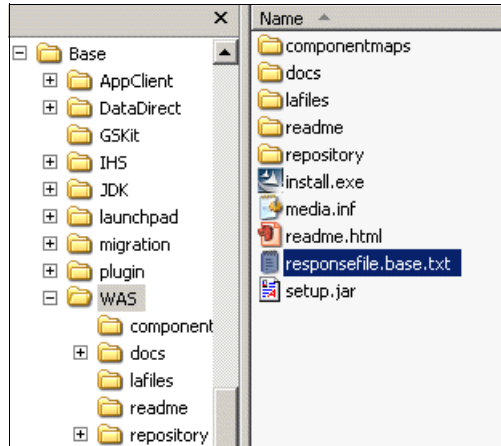 Base
AppClient
DataDirect
GSKit
IHS
JDK
launchpad
migration
plugin
WAS
component
docs
lafiles
readme
repository
Name
componentmaps
docs
lafiles
readme
repository
install.exe
media.inf
readme.html
responsefile.base.txt
setup.jar